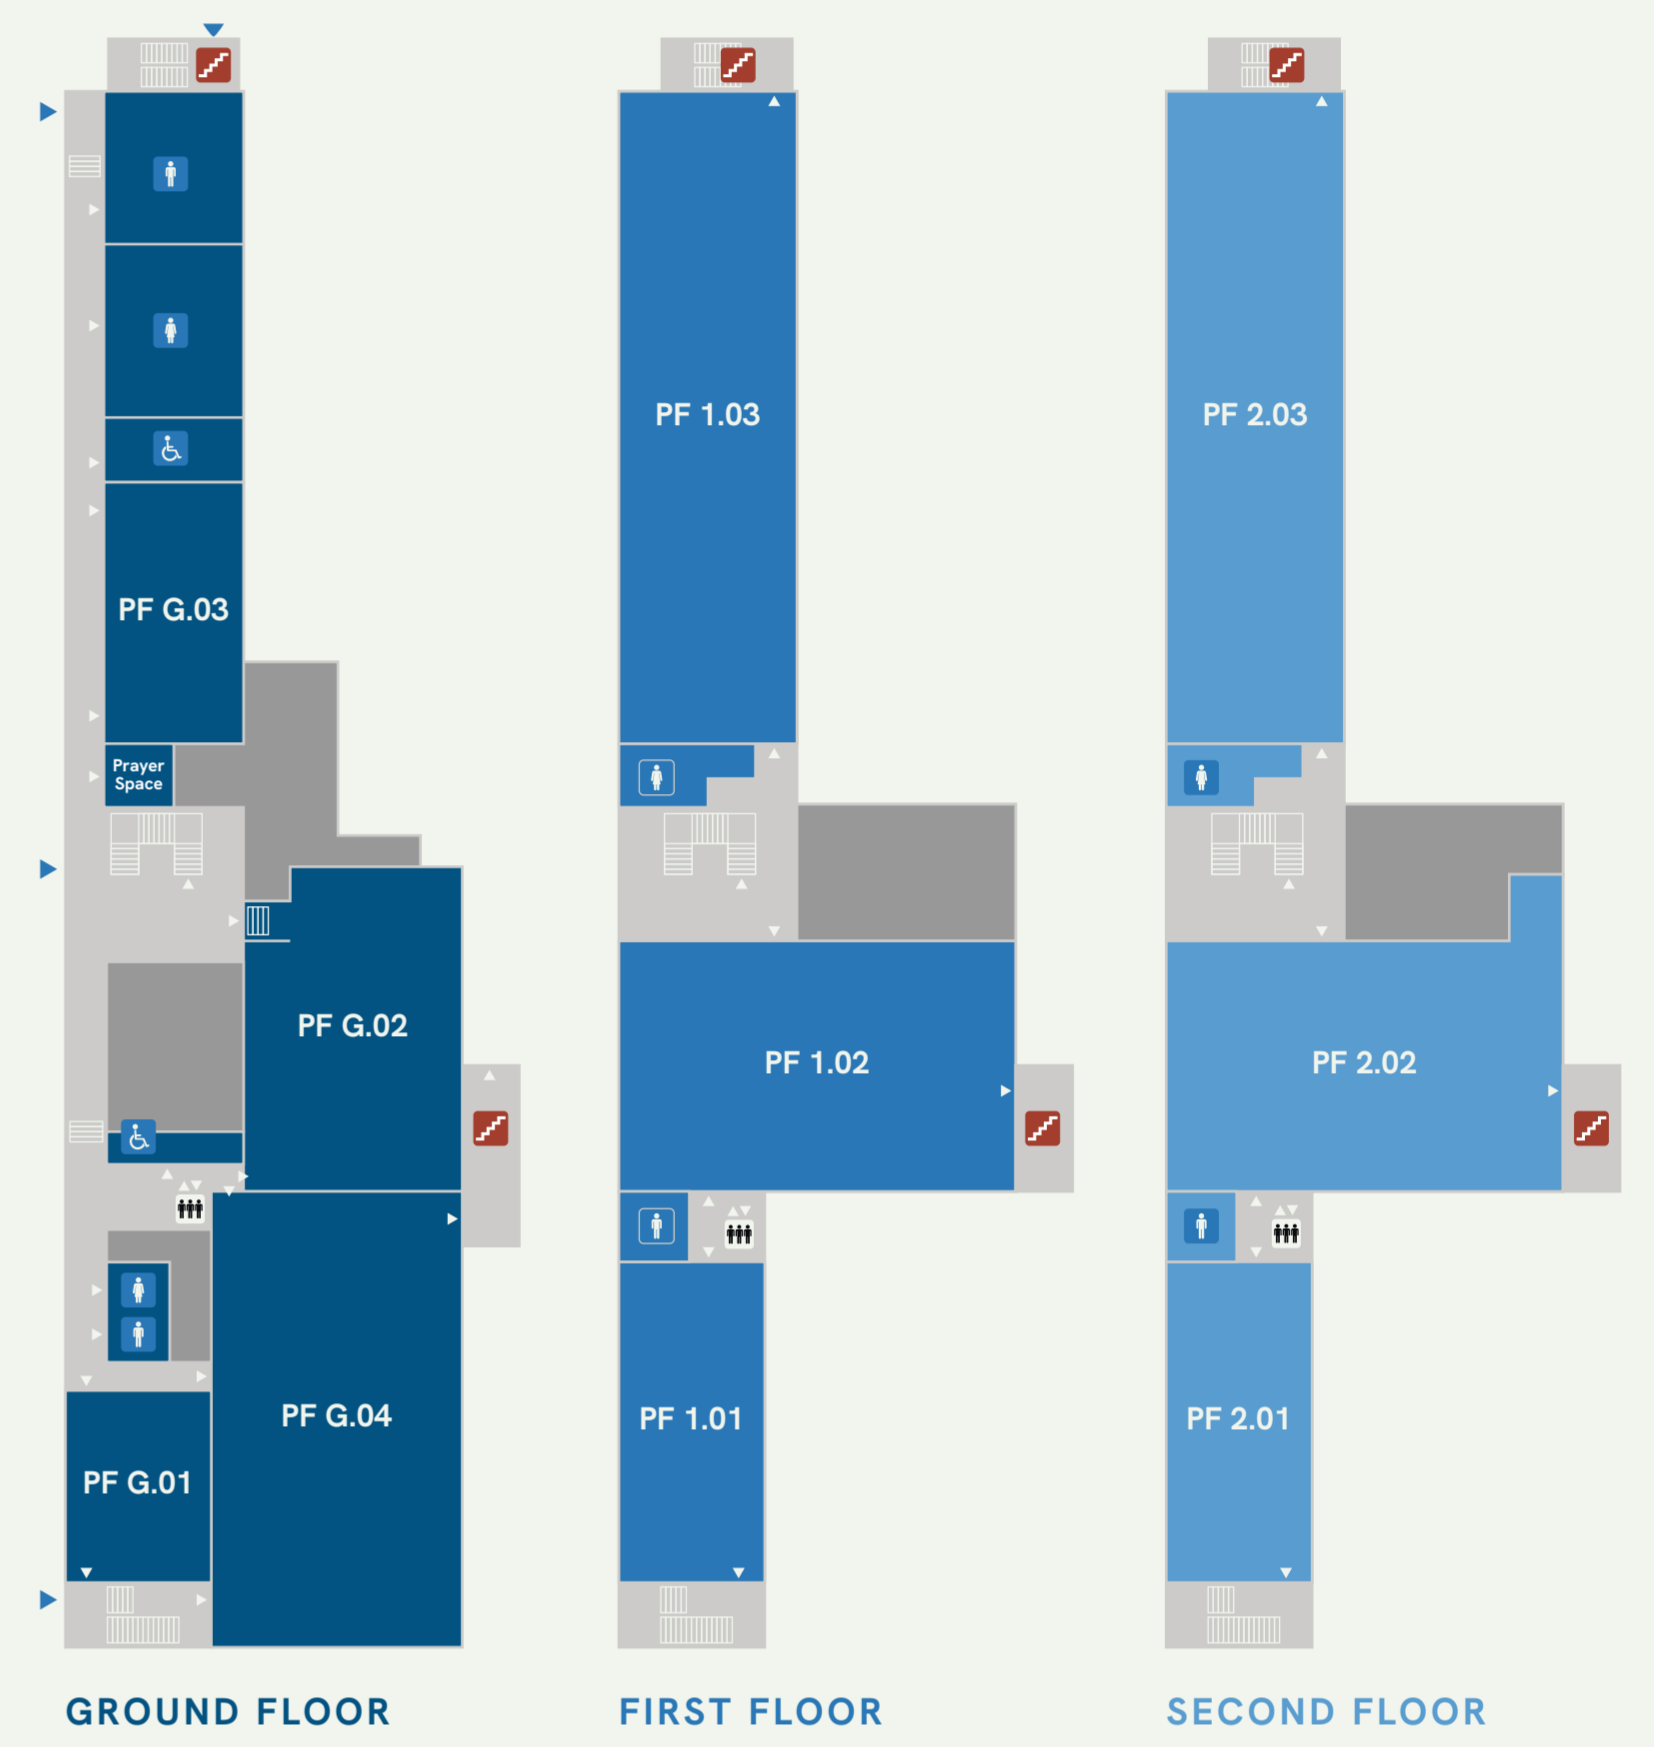 PF G.03
Prayer
Space
PF G.02
PF G.04
PF G.01
GROUND FLOOR
PF 1.03
PF 1.02
PF 1.01
FIRST FLOOR
PF 2.03
PF 2.02
PF 2.01
SECOND FLOOR